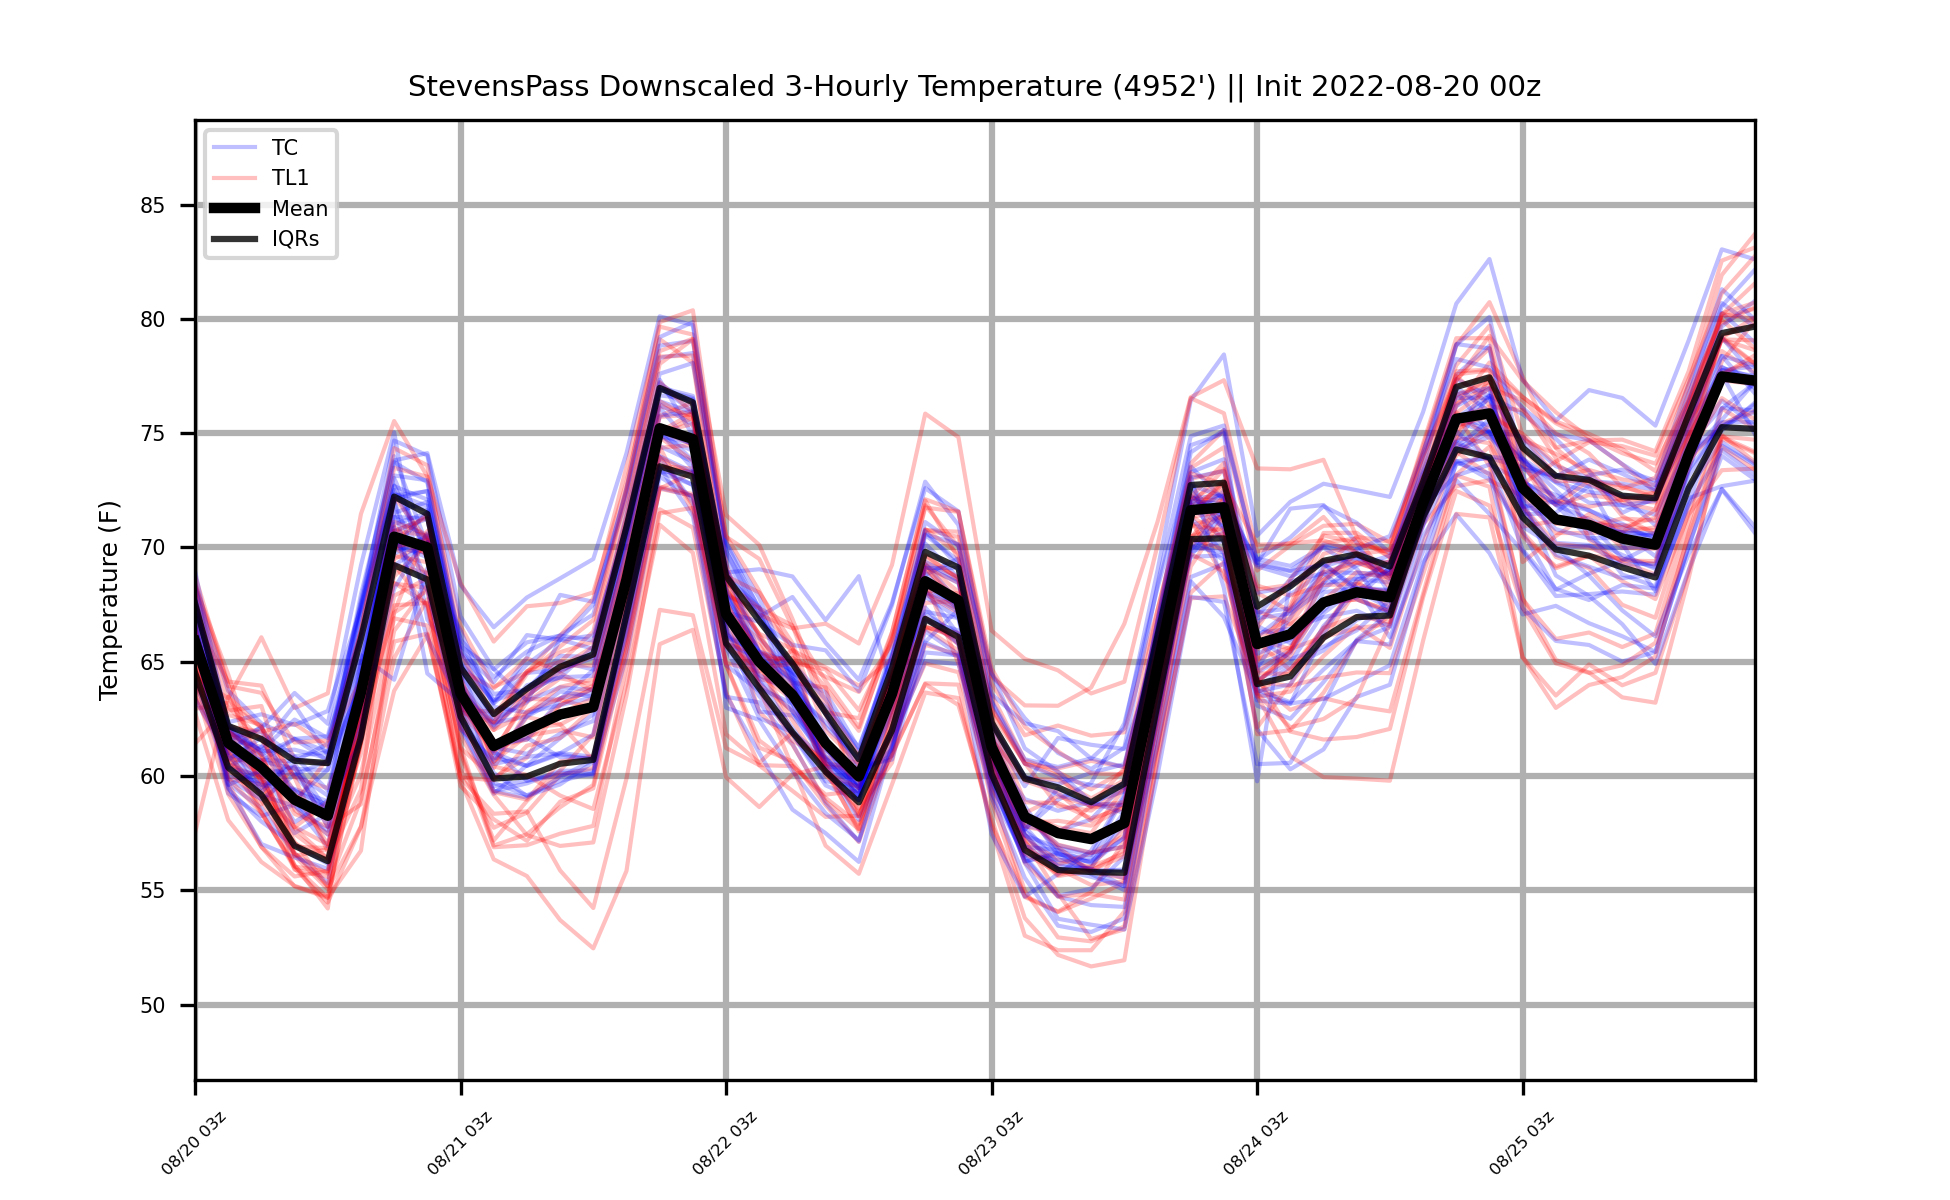 StevensPass Downscaled 3-Hourly Temperature (4952') || Init 2022-08-20 00z
TC
TL1
Mean
IQRs
Temperature (F)
85
80
75
70
65
60
55
50
08/20 03z
08/21 03z
08/22 03z
08/23 03z
08/24 03z
08/25 03z